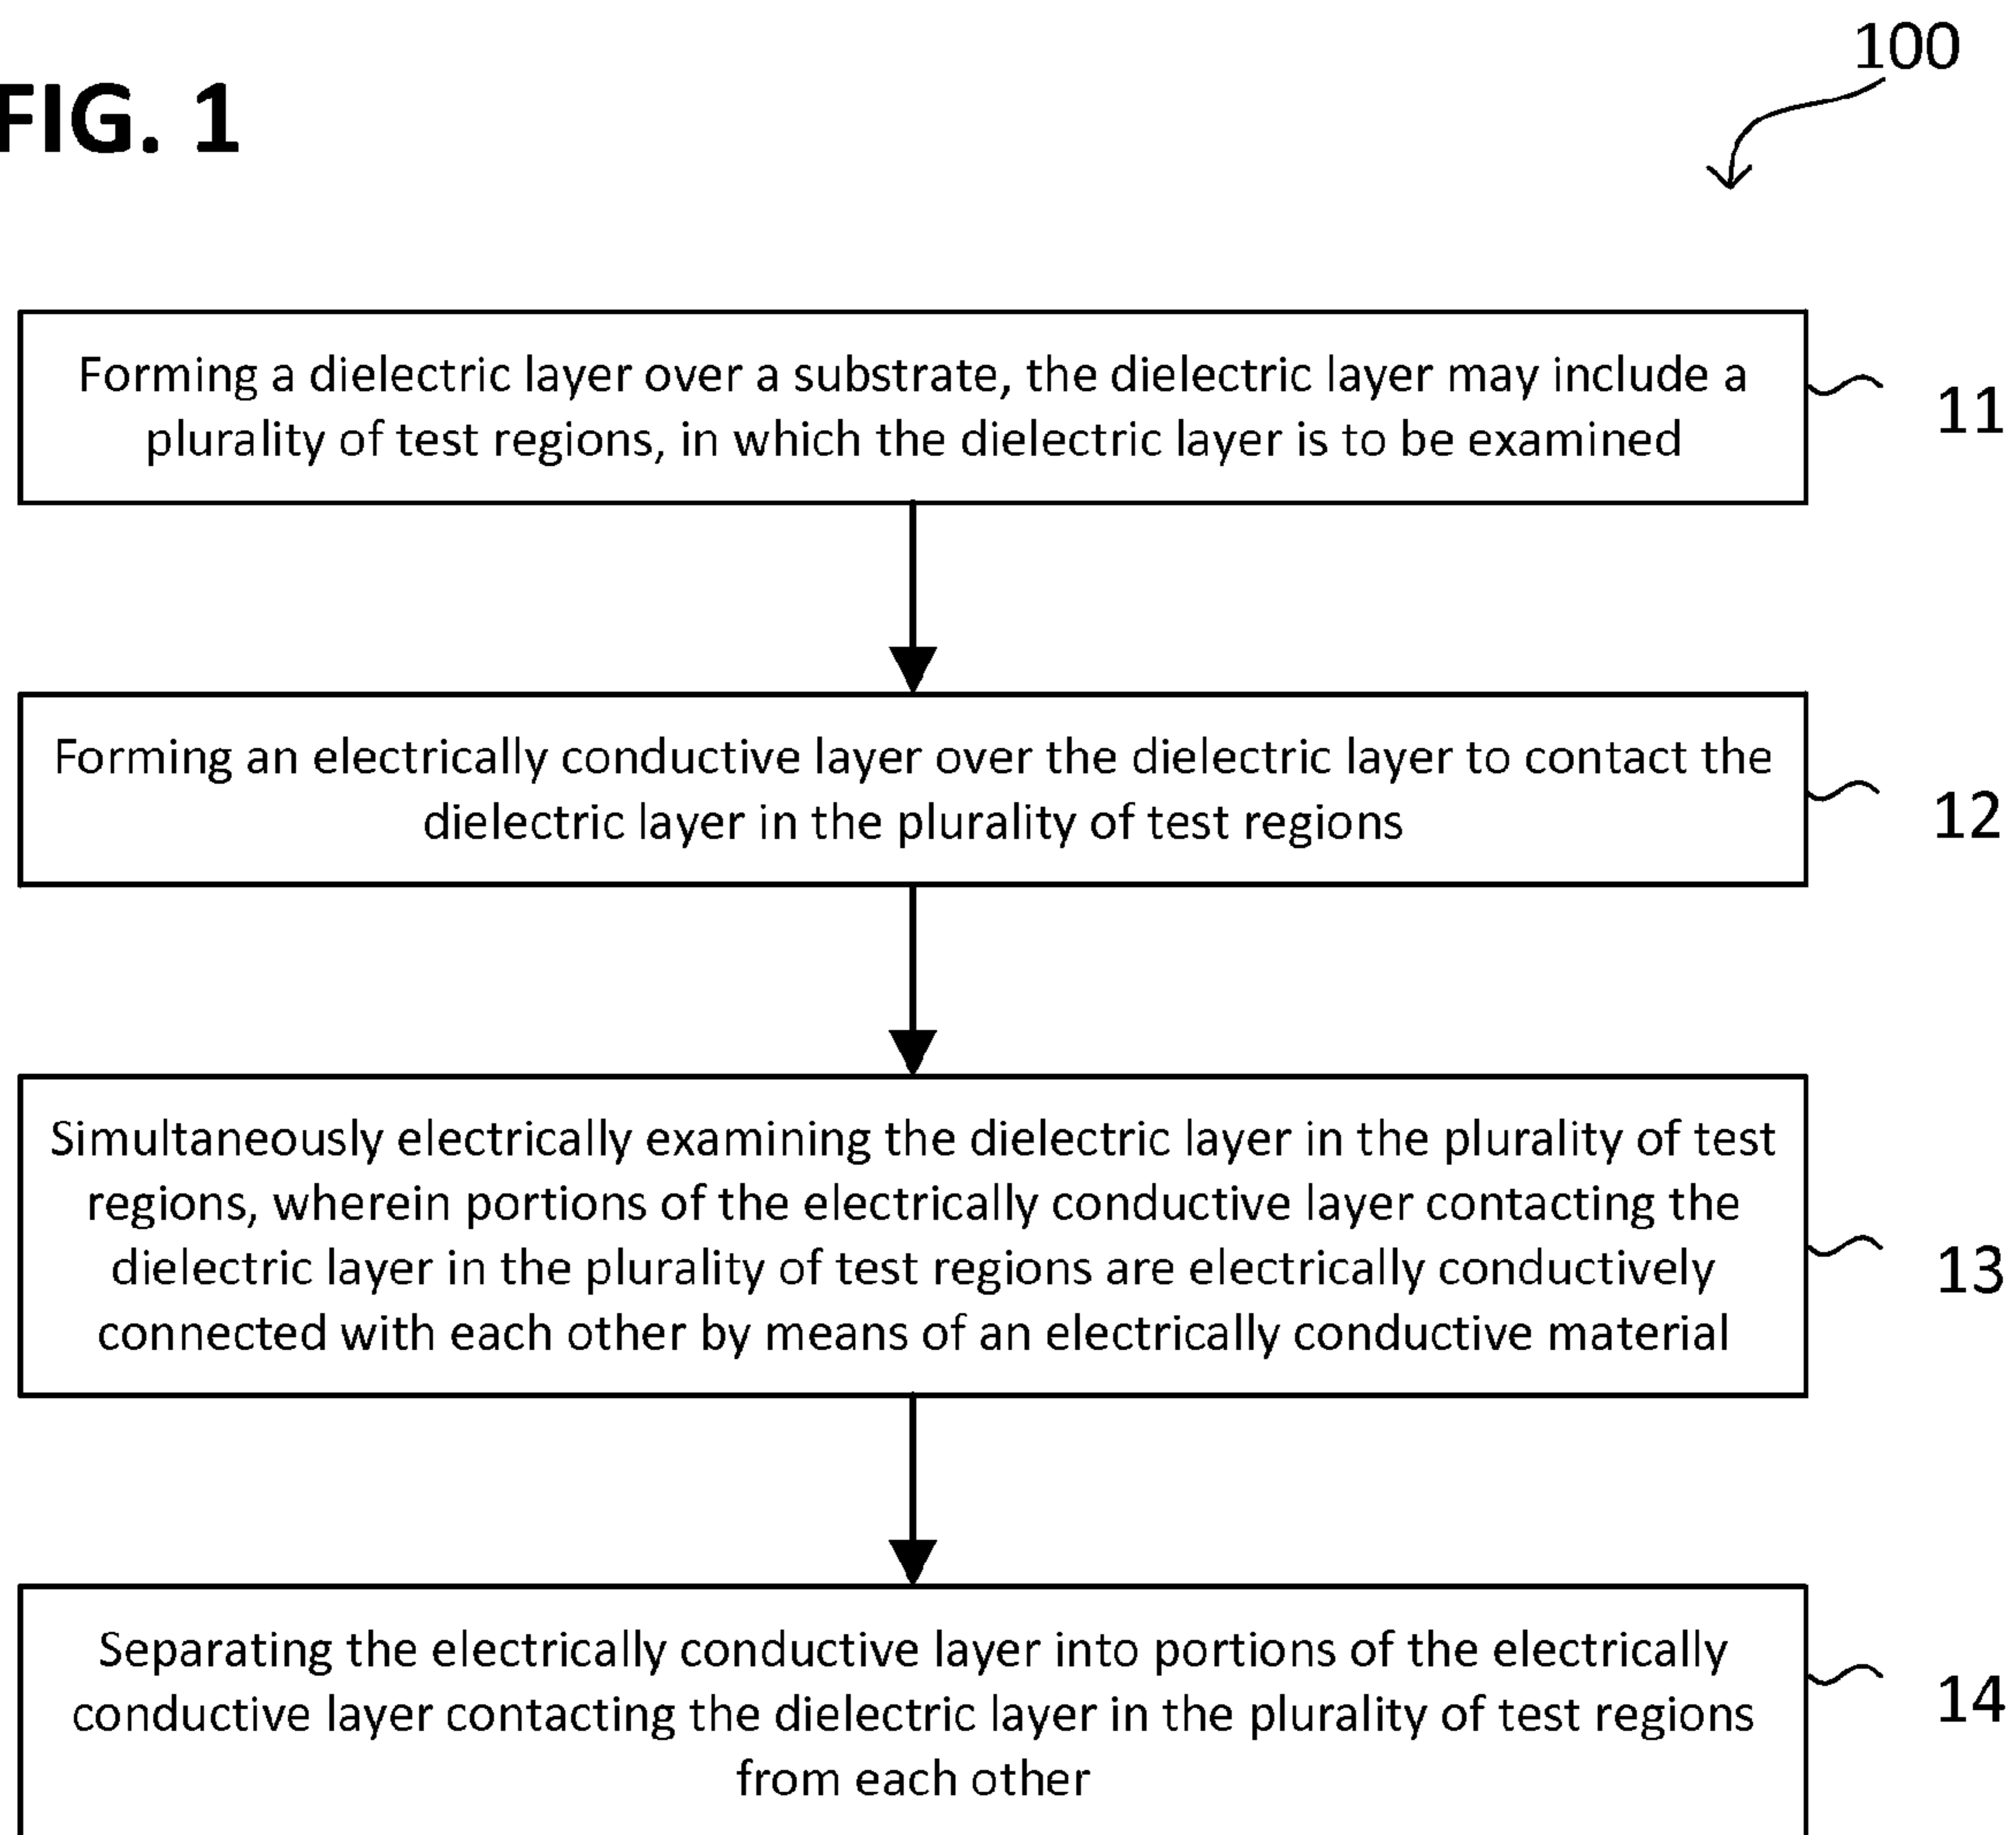 100
FIG. 1
Forming a dielectric layer over a substrate, the dielectric layer may include a
plurality of test regions, in which the dielectric layer is to be examined
11
Forming an electrically conductive layer over the dielectric layer to contact the
dielectric layer in the plurality of test regions
12
Simultaneously electrically examining the dielectric layer in the plurality of test
regions, wherein portions of the electrically conductive layer contacting the
dielectric layer in the plurality of test regions are electrically conductively
connected with each other by means of an electrically conductive material
13
Separating the electrically conductive layer into portions of the electrically
conductive layer contacting the dielectric layer in the plurality of test regions
from each other
14